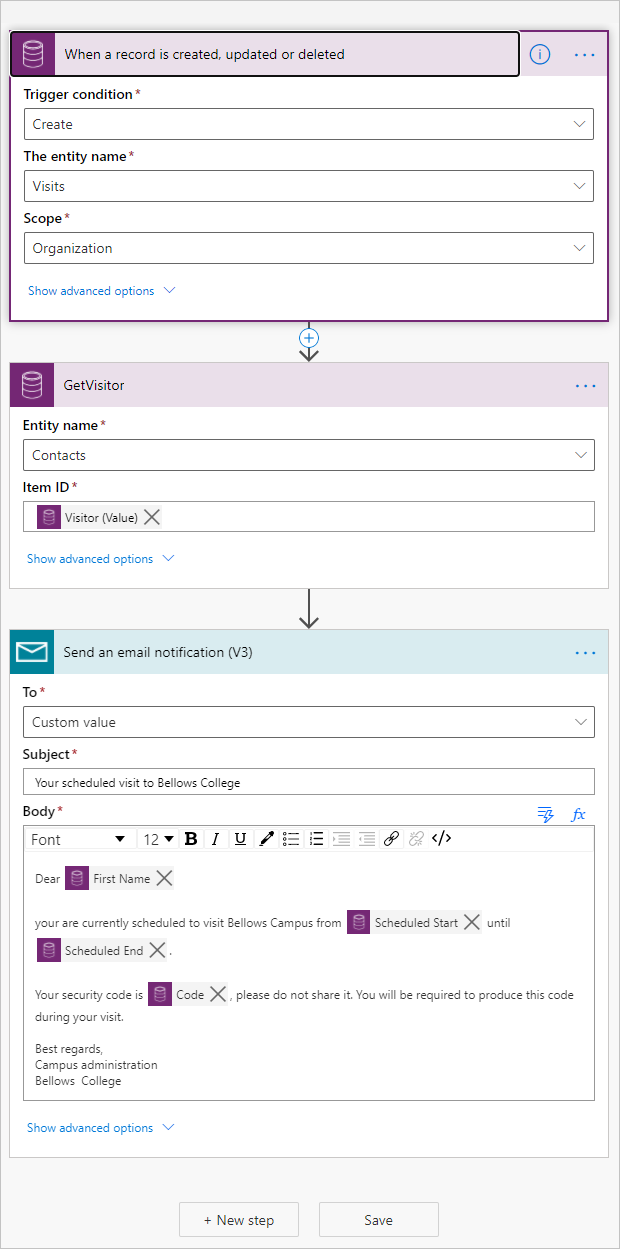 When a record is created, updated or deleted
Trigger condition *
Create
The entity name *
Visits
Scope *
Organization
Show advanced options
GetVisitor
Entity name *
Contacts
Item ID *
Visitor (Value)
Show advanced options
Send an email notification (V3)
To *
Custom value
Subject *
Your scheduled visit to Bellows College
Body *
fx
Font 12 B I U </>
Dear First Name
your are currently scheduled to visit Bellows Campus from Scheduled Start until
Scheduled End .
Your security code is Code , please do not share it. You will be required to produce this code
during your visit.
Best regards,
Campus administration
Bellows College
Show advanced options
+ New step Save